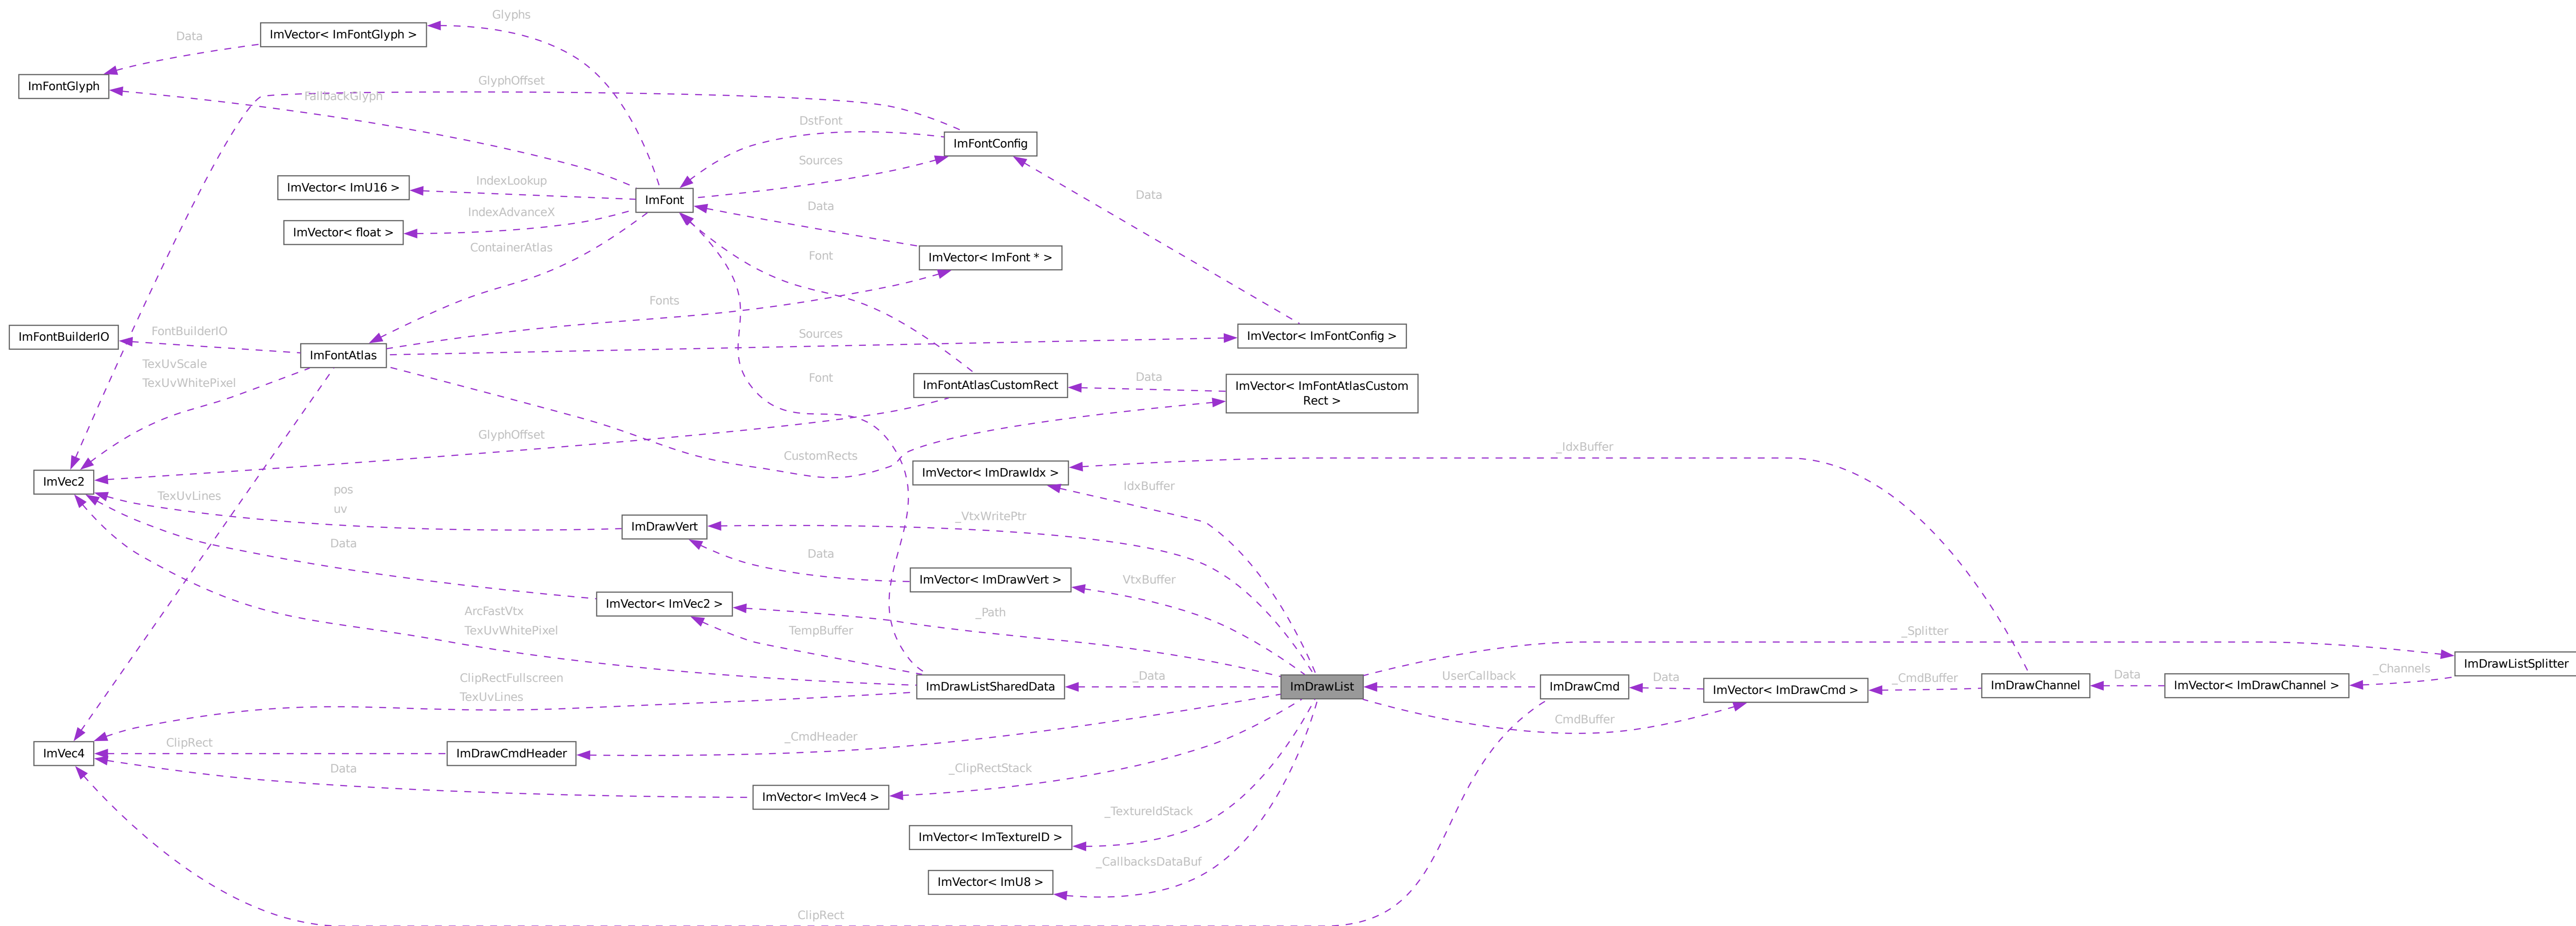 Glyphs
ImVector< ImFontGlyph >
Data
ImFontGlyph
GlyphOffset
FallbackGlyph
DstFont
ImFontConfig
Sources
ImVector< ImU16 >
IndexLookup
ImFont
Data
Data
IndexAdvanceX
ImVector< float >
ContainerAtlas
Font
ImVector< ImFont * >
Fonts
ImFontBuilderIO
FontBuilderIO
Sources
ImVector< ImFontConfig >
ImFontAtlas
TexUvScale
TexUvWhitePixel
Font
ImFontAtlasCustomRect
Data
ImVector< ImFontAtlasCustom
Rect >
GlyphOffset
CustomRects
_IdxBuffer
ImVec2
ImVector< ImDrawIdx >
IdxBuffer
TexUvLines
pos
uv
ImDrawVert
_VtxWritePtr
Data
Data
ImVector< ImDrawVert >
VtxBuffer
ImVector< ImVec2 >
_Path
ArcFastVtx
TexUvWhitePixel
TempBuffer
_Splitter
ImDrawListSplitter
ClipRectFullscreen
TexUvLines
ImDrawListSharedData
_Data
ImDrawList
UserCallback
ImDrawCmd
Data
ImVector< ImDrawCmd >
_CmdBuffer
ImDrawChannel
Data
ImVector< ImDrawChannel >
_Channels
CmdBuffer
ImVec4
ClipRect
ImDrawCmdHeader
_CmdHeader
Data
ImVector< ImVec4 >
_ClipRectStack
_TextureIdStack
ImVector< ImTextureID >
_CallbacksDataBuf
ImVector< ImU8 >
ClipRect